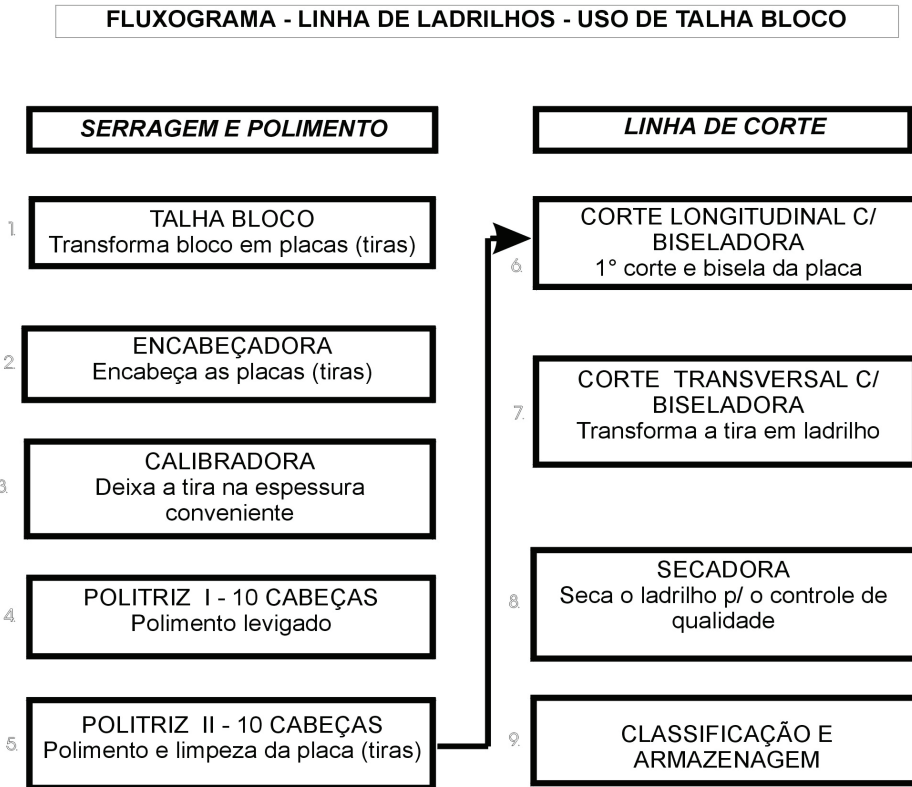 FLUXOGRAMA - LINHA DE LADRILHOS - USO DE TALHA BLOCO
SERRAGEM E POLIMENTO
1.
TALHA BLOCO
Transforma bloco em placas (tiras)
2.
ENCABEÇADORA
Encabeça as placas (tiras)
3.
CALIBRADORA
Deixa a tira na espessura
conveniente
4.
POLITRIZ I - 10 CABEÇAS
Polimento levigado
5.
POLITRIZ II - 10 CABEÇAS
Polimento e limpeza da placa (tiras)
LINHA DE CORTE
6.
CORTE LONGITUDINAL C/
BISELADORA
1° corte e bisela da placa
7.
CORTE TRANSVERSAL C/
BISELADORA
Transforma a tira em ladrilho
8.
SECADORA
Seca o ladrilho p/ o controle de
qualidade
9.
CLASSIFICAÇÃO E
ARMAZENAGEM